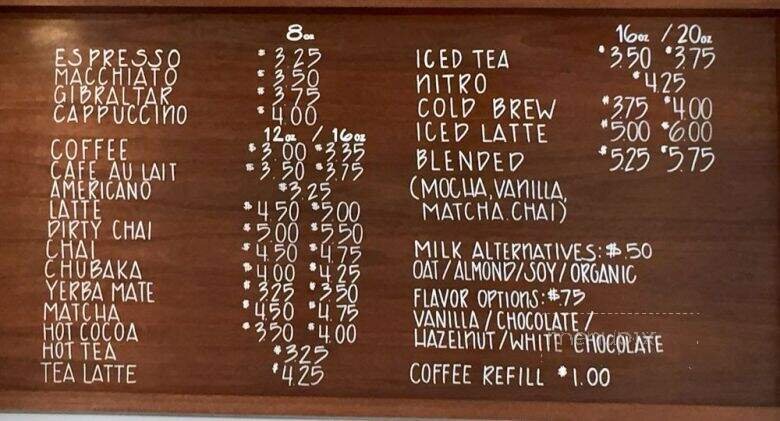 8oz
ESPRESSO $3.25
MACCHIATO $3.50
GIBRALTAR $3.75
CAPPUCCINO $4.00
12oz / 16oz
COFFEE $3.00 $3.35
CAFE AU LAIT $3.50 $3.75
AMERICANO $3.25
LATTE $4.50 $5.00
DIRTY CHAI $5.00 $5.50
CHAI $4.50 $4.75
CHUBAKA $4.00 $4.25
YERBA MATE $3.25 $3.50
MATCHA $4.50 $4.75
HOT COCOA $3.50 $4.00
HOT TEA $3.25
TEA LATTE $4.25
16oz / 20oz
ICED TEA $3.50 $3.75
NITRO $4.25
COLD BREW $3.75 $4.00
ICED LATTE $5.00 $6.00
BLENDED $5.25 $5.75
(MOCHA, VANILLA,
MATCHA, CHAI)
MILK ALTERNATIVES: $.50
OAT/ALMOND/SOY/ORGANIC
FLAVOR OPTIONS: $.75
VANILLA/CHOCOLATE/
HAZELNUT/WHITE CHOCOLATE
COFFEE REFILL $1.00